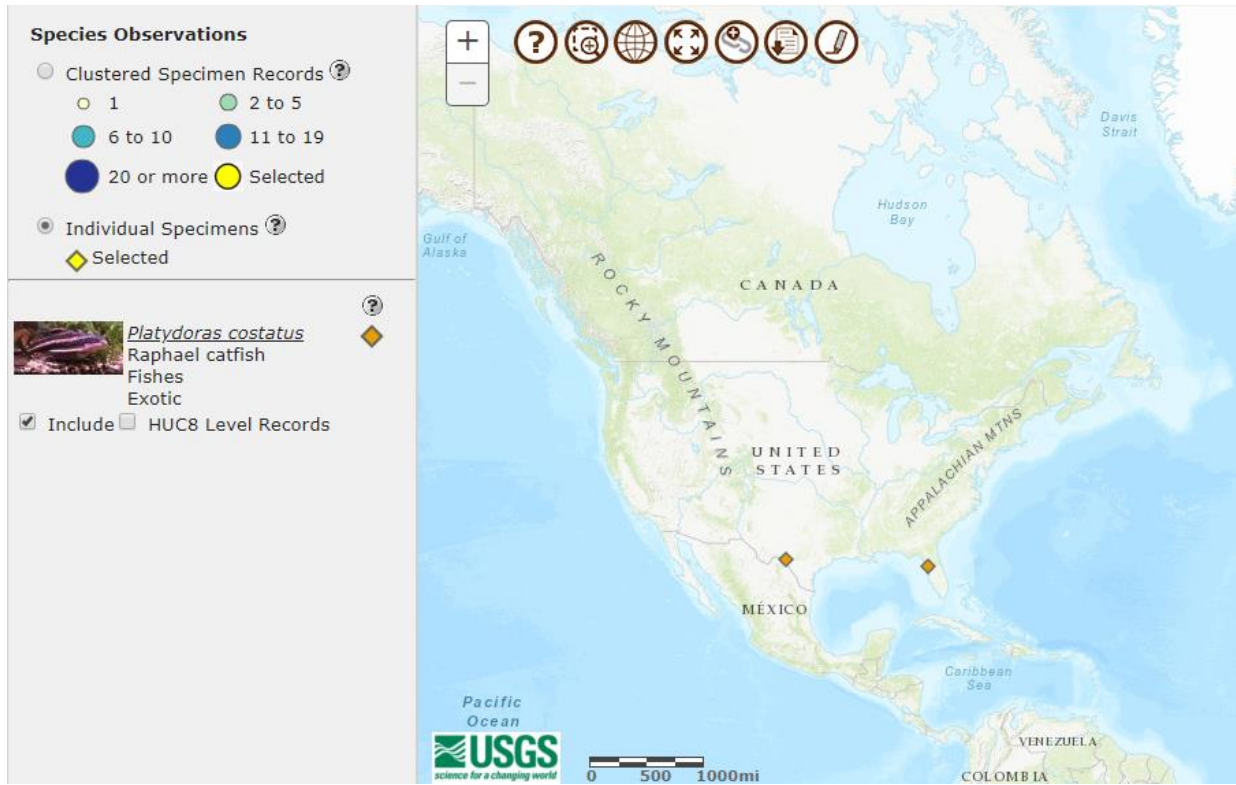 Species Observations
Clustered Specimen Records ?
1 2 to 5
6 to 10 11 to 19
20 or more Selected
Individual Specimens ?
Selected
?
Platydoras costatus
Raphael catfish
Fishes
Exotic
Include HUC8 Level Records
+
−
?
Davis
Strait
Hudson
Bay
Gulf of
Alaska
ROCKY MOUNTAINS
CANADA
UNITED
STATES
APPALACHIAN MTNS
MÉXICO
Caribbean
Sea
Pacific
Ocean
VENEZUELA
COLOMBIA
USGS
science for a changing world
0 500 1000mi